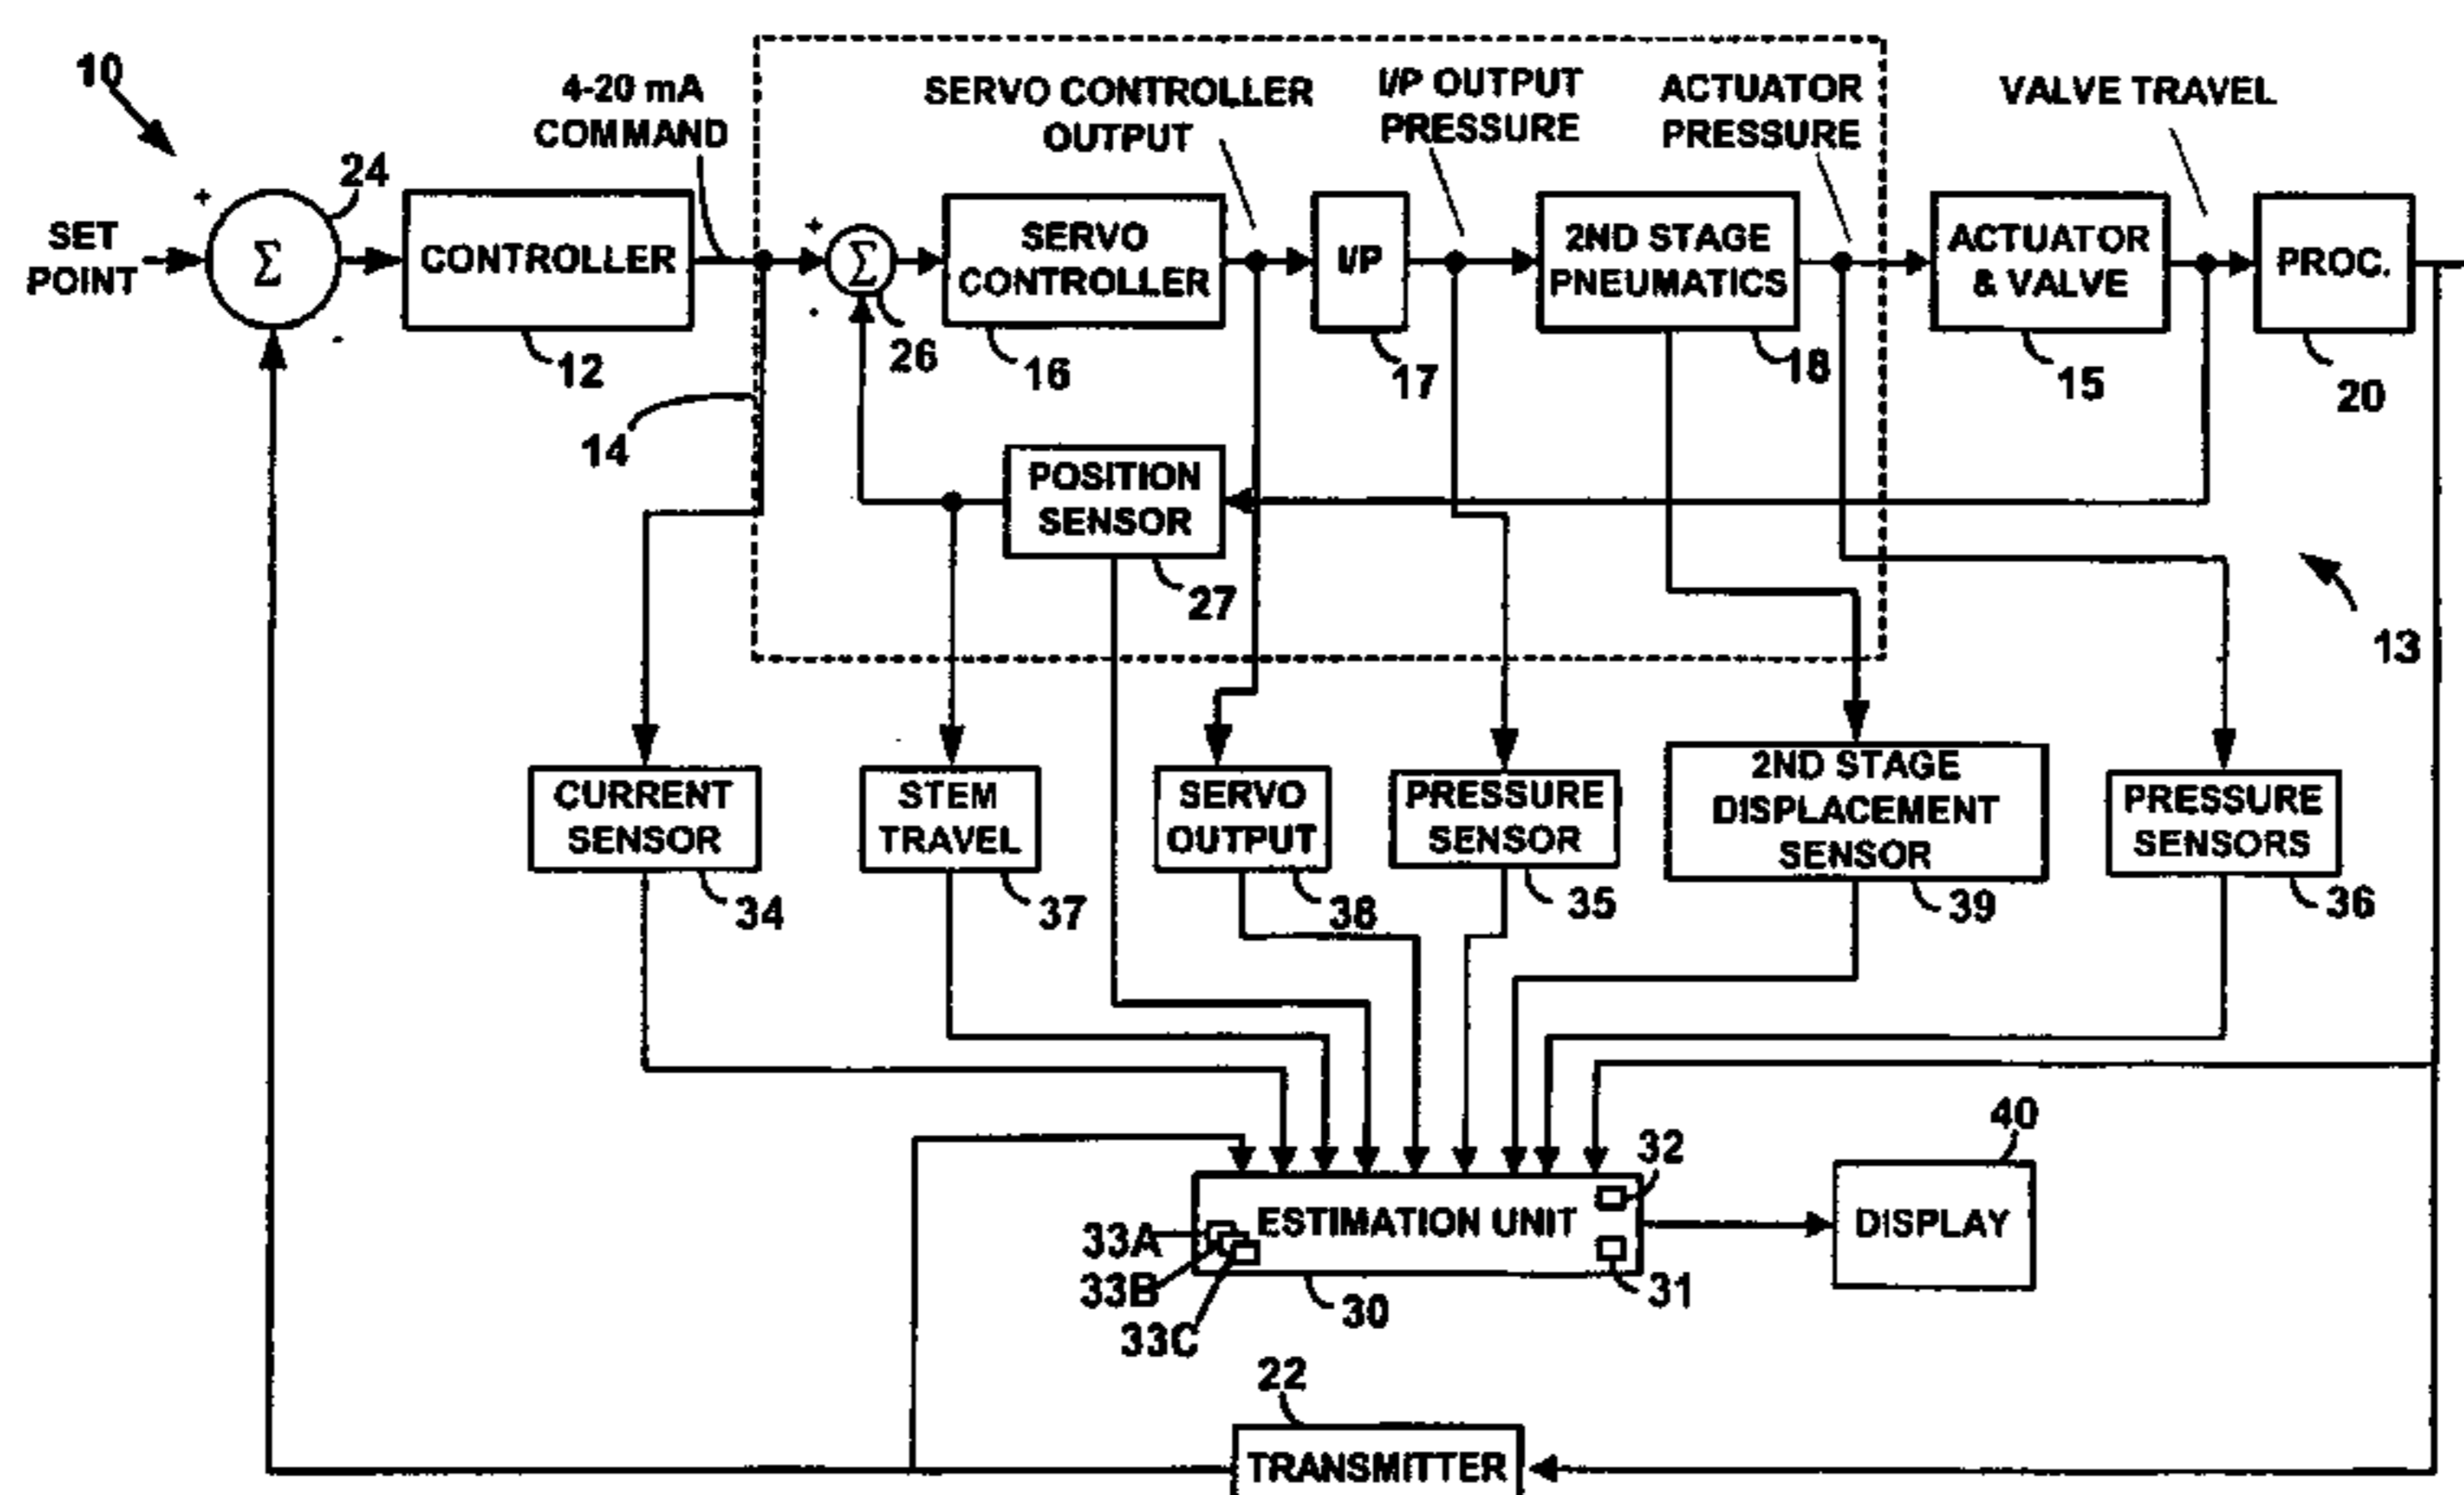 10
4-20 mA
COMMAND
SERVO CONTROLLER
OUTPUT
I/P OUTPUT
PRESSURE
ACTUATOR
PRESSURE
VALVE TRAVEL
24
+
SET
POINT
Σ
-
CONTROLLER
12
+
Σ
-
26
SERVO
CONTROLLER
16
I/P
17
2ND STAGE
PNEUMATICS
18
ACTUATOR
& VALVE
15
PROC.
20
14
POSITION
SENSOR
27
13
CURRENT
SENSOR
34
STEM
TRAVEL
37
SERVO
OUTPUT
38
PRESSURE
SENSOR
35
2ND STAGE
DISPLACEMENT
SENSOR
39
PRESSURE
SENSORS
36
32
40
33A
33B
33C
ESTIMATION UNIT
30
31
DISPLAY
22
TRANSMITTER